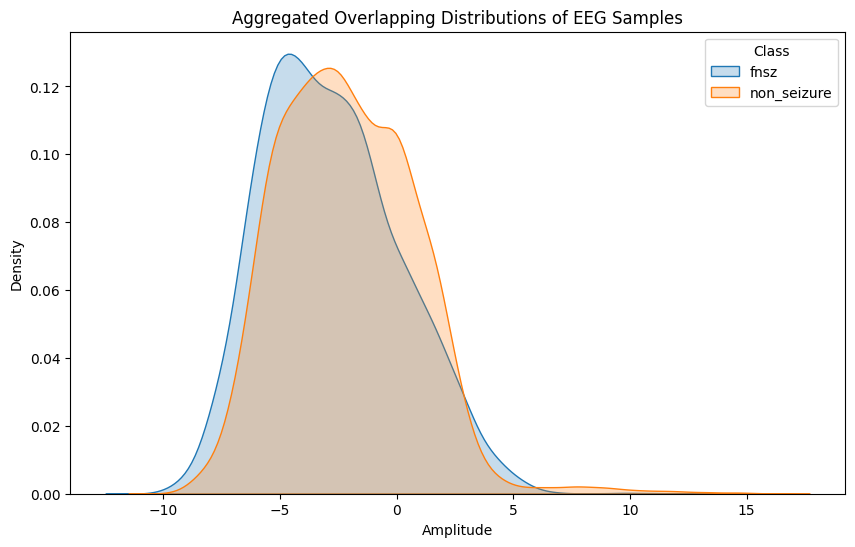 Aggregated Overlapping Distributions of EEG Samples
Class
fnsz
non_seizure
Density
0.12
0.10
0.08
0.06
0.04
0.02
0.00
−10
−5
0
5
10
15
Amplitude